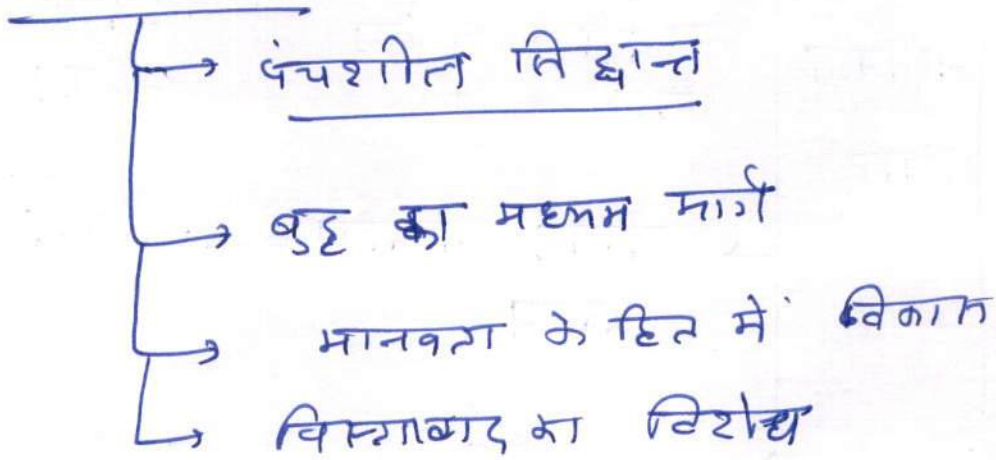 पंचशील सिद्धान्त
बुद्ध का मध्यम मार्ग
मानवता के हित में विकास
विस्तारवाद का विरोध